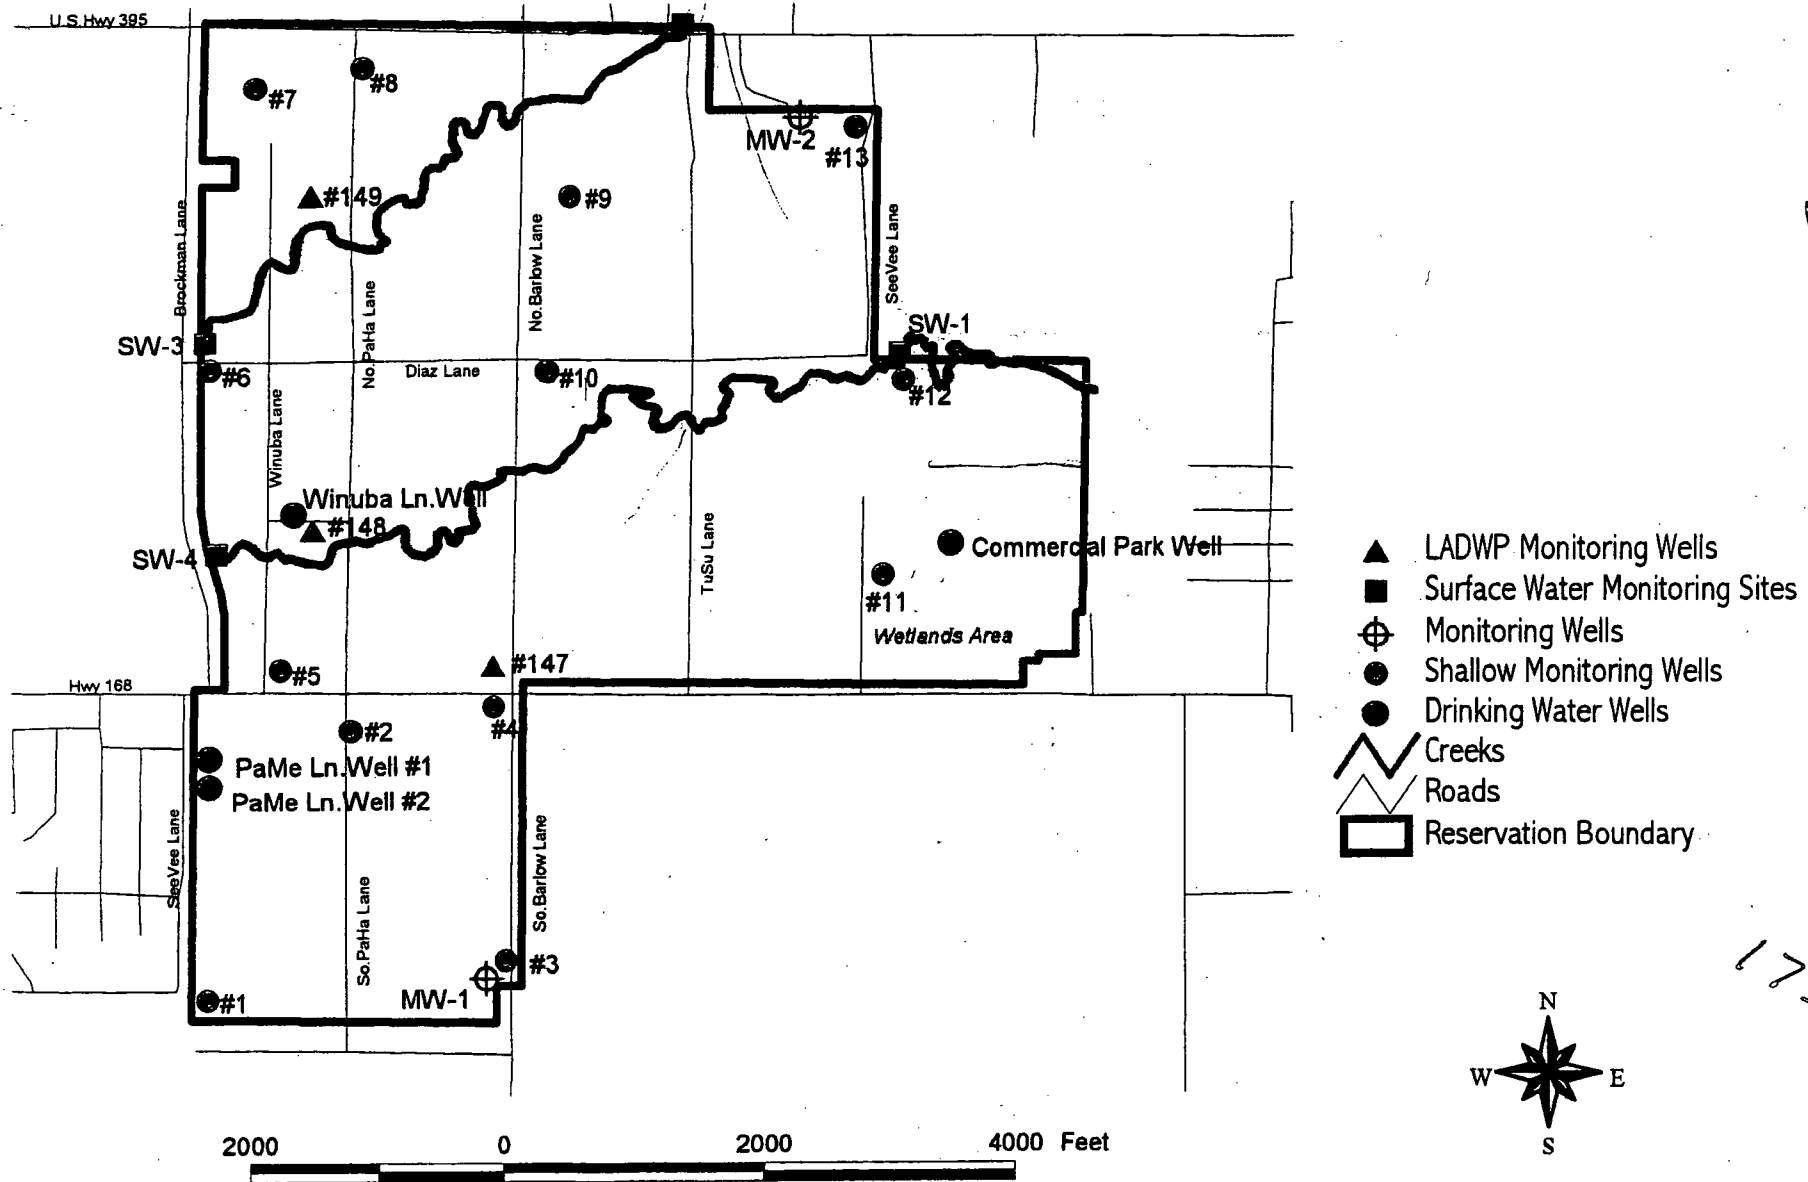 U.S.Hwy 395
#8
#7
MW-2
#13
#149
#9
Brockman Lane
No.Barlow Lane
SeeVee Lane
No.PaHa Lane
SW-1
SW-3
#6
Diaz Lane
#10
#12
Winuba Lane
Winuba Ln.Well
#148
SW-4
TuSu Lane
Commercial Park Well
#11
Wetlands Area
#147
#5
Hwy 168
#4
#2
PaMe Ln.Well #1
PaMe Ln.Well #2
SeeVee Lane
So.PaHa Lane
So.Barlow Lane
#3
MW-1
#1
LADWP Monitoring Wells
Surface Water Monitoring Sites
Monitoring Wells
Shallow Monitoring Wells
Drinking Water Wells
Creeks
Roads
Reservation Boundary
N
W E
S
2000 0 2000 4000 Feet